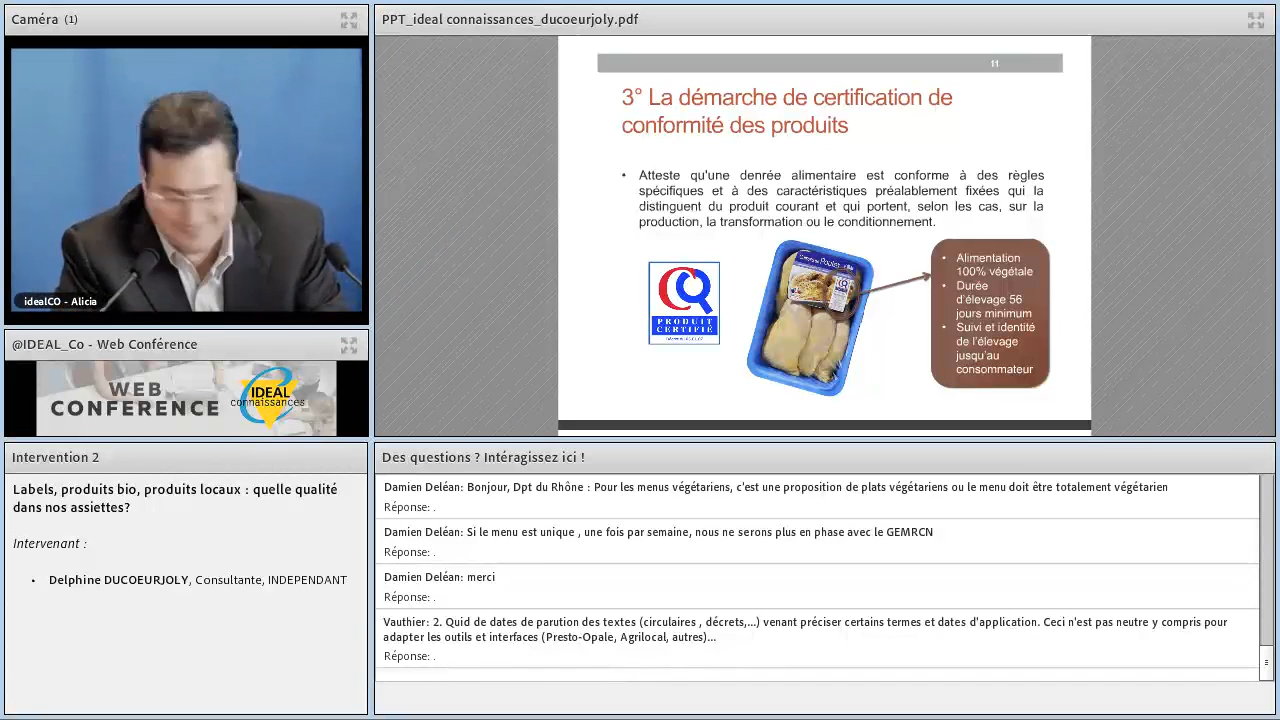 Caméra (1)
idealCO - Alicia
@IDEAL_Co - Web Conférence
WEB
CONFERENCE
IDEAL
connaissances
Intervention 2
Labels, produits bio, produits locaux : quelle qualité
dans nos assiettes?
Intervenant :
• Delphine DUCOEURJOLY, Consultante, INDEPENDANT
PPT_ideal connaissances_ducoeurjoly.pdf
11
3° La démarche de certification de
conformité des produits
• Atteste qu'une denrée alimentaire est conforme à des règles
spécifiques et à des caractéristiques préalablement fixées qui la
distinguent du produit courant et qui portent, selon les cas, sur la
production, la transformation ou le conditionnement.
PRODUIT
CERTIFIÉ
• Alimentation
100% végétale
• Durée
d'élevage 56
jours minimum
• Suivi et identité
de l'élevage
jusqu'au
consommateur
Des questions ? Intéragissez ici !
Damien Deléan: Bonjour, Dpt du Rhône : Pour les menus végétariens, c'est une proposition de plats végétariens ou le menu doit être totalement végétarien
Réponse: .
Damien Deléan: Si le menu est unique , une fois par semaine, nous ne serons plus en phase avec le GEMRCN
Réponse: .
Damien Deléan: merci
Réponse: .
Vauthier: 2. Quid de dates de parution des textes (circulaires , décrets,...) venant préciser certains termes et dates d'application. Ceci n'est pas neutre y compris pour
adapter les outils et interfaces (Presto-Opale, Agrilocal, autres)...
Réponse: .